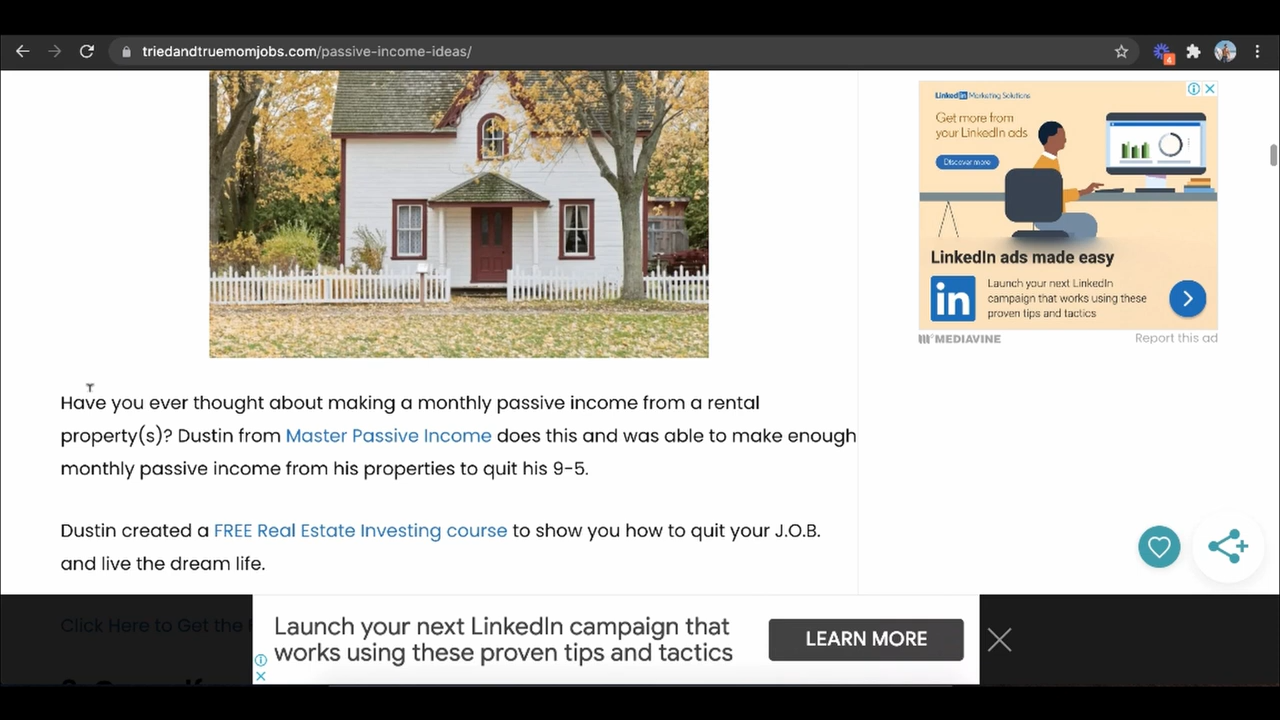 triedandtruemomjobs.com/passive-income-ideas/
4
LinkedIn Marketing Solutions
Get more from
your LinkedIn ads
Discover more
LinkedIn ads made easy
in
Launch your next LinkedIn
campaign that works using these
proven tips and tactics
MEDIAVINE
Report this ad
Have you ever thought about making a monthly passive income from a rental
property(s)? Dustin from Master Passive Income does this and was able to make enough
monthly passive income from his properties to quit his 9-5.
Dustin created a FREE Real Estate Investing course to show you how to quit your J.O.B.
and live the dream life.
Click Here to Get the
Launch your next LinkedIn campaign that
works using these proven tips and tactics
LEARN MORE